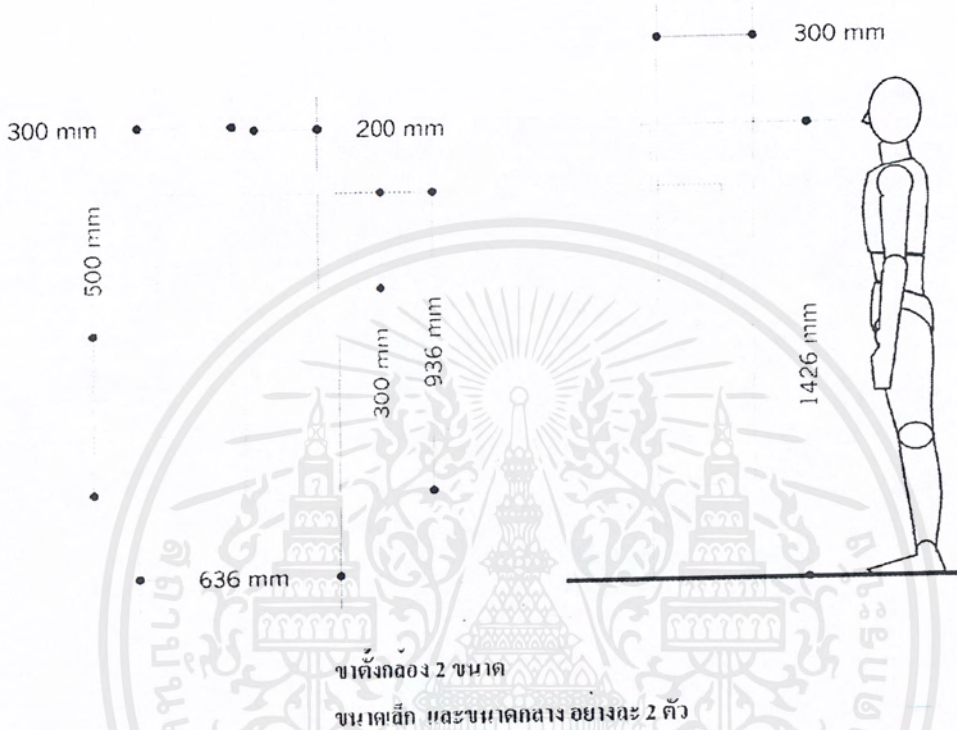 300 mm
300 mm
200 mm
500 mm
300 mm
936 mm
1426 mm
636 mm
ขาตั้งกล้อง 2 ขนาด
ขนาดเล็ก และขนาดกลาง อย่างละ 2 ตัว